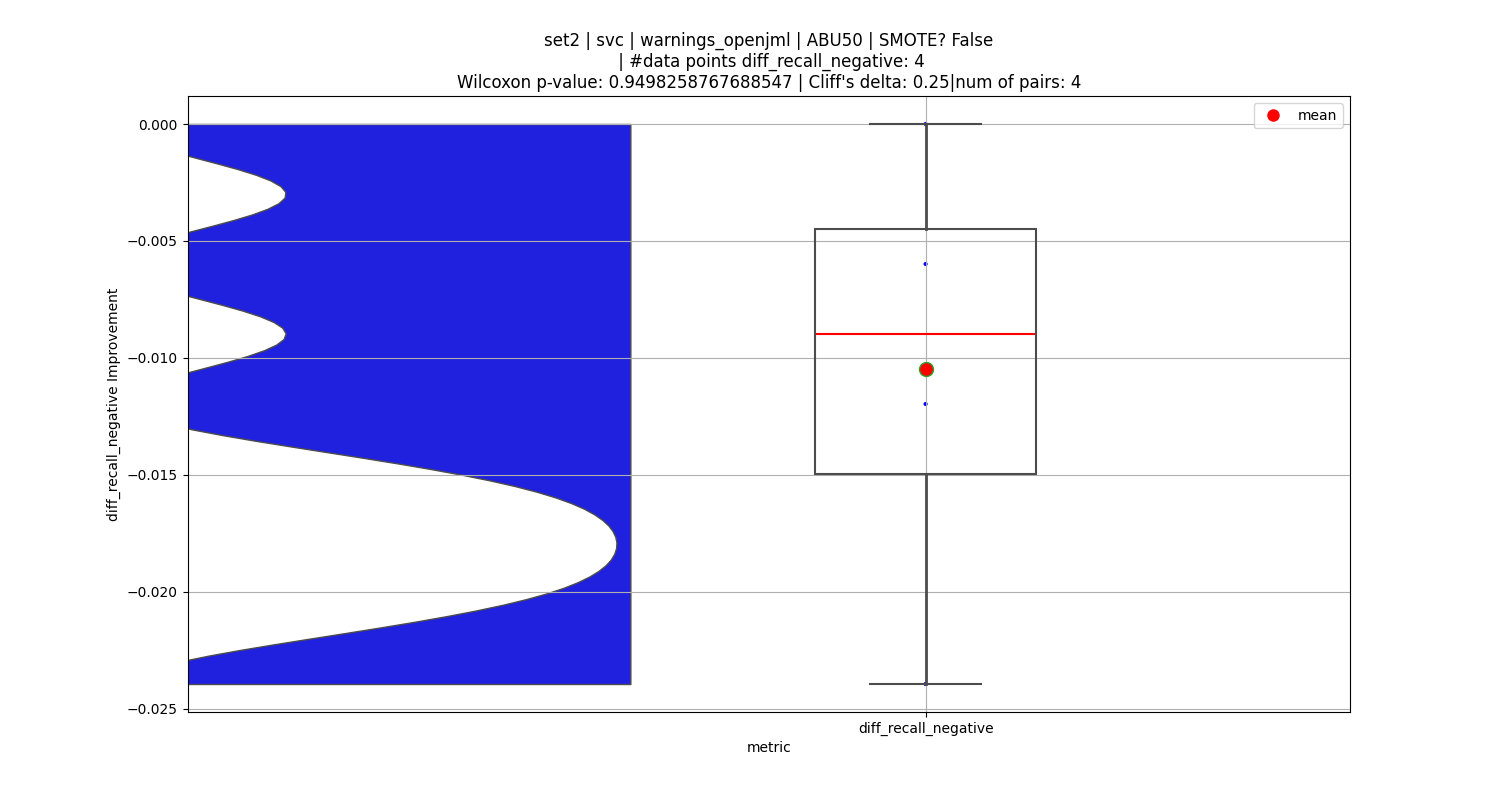 set2 | svc | warnings_openjml | ABU50 | SMOTE? False
| #data points diff_recall_negative: 4
Wilcoxon p-value: 0.9498258767688547 | Cliff's delta: 0.25|num of pairs: 4
mean
0.000
−0.005
−0.010
−0.015
−0.020
−0.025
diff_recall_negative Improvement
diff_recall_negative
metric